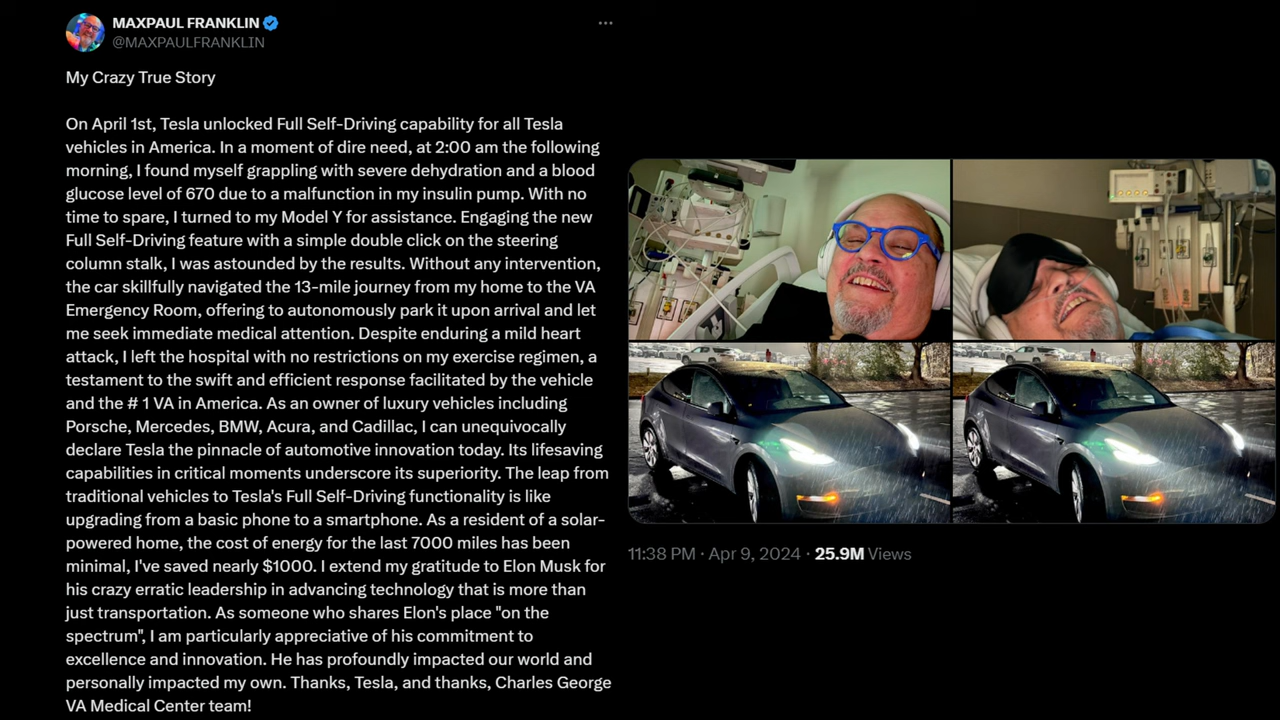 MAXPAUL FRANKLIN
@MAXPAULFRANKLIN
My Crazy True Story
On April 1st, Tesla unlocked Full Self-Driving capability for all Tesla
vehicles in America. In a moment of dire need, at 2:00 am the following
morning, I found myself grappling with severe dehydration and a blood
glucose level of 670 due to a malfunction in my insulin pump. With no
time to spare, I turned to my Model Y for assistance. Engaging the new
Full Self-Driving feature with a simple double click on the steering
column stalk, I was astounded by the results. Without any intervention,
the car skillfully navigated the 13-mile journey from my home to the VA
Emergency Room, offering to autonomously park it upon arrival and let
me seek immediate medical attention. Despite enduring a mild heart
attack, I left the hospital with no restrictions on my exercise regimen, a
testament to the swift and efficient response facilitated by the vehicle
and the # 1 VA in America. As an owner of luxury vehicles including
Porsche, Mercedes, BMW, Acura, and Cadillac, I can unequivocally
declare Tesla the pinnacle of automotive innovation today. Its lifesaving
capabilities in critical moments underscore its superiority. The leap from
traditional vehicles to Tesla's Full Self-Driving functionality is like
upgrading from a basic phone to a smartphone. As a resident of a solar-
powered home, the cost of energy for the last 7000 miles has been
minimal, I've saved nearly $1000. I extend my gratitude to Elon Musk for
his crazy erratic leadership in advancing technology that is more than
just transportation. As someone who shares Elon's place "on the
spectrum", I am particularly appreciative of his commitment to
excellence and innovation. He has profoundly impacted our world and
personally impacted my own. Thanks, Tesla, and thanks, Charles George
VA Medical Center team!
11:38 PM · Apr 9, 2024 · 25.9M Views